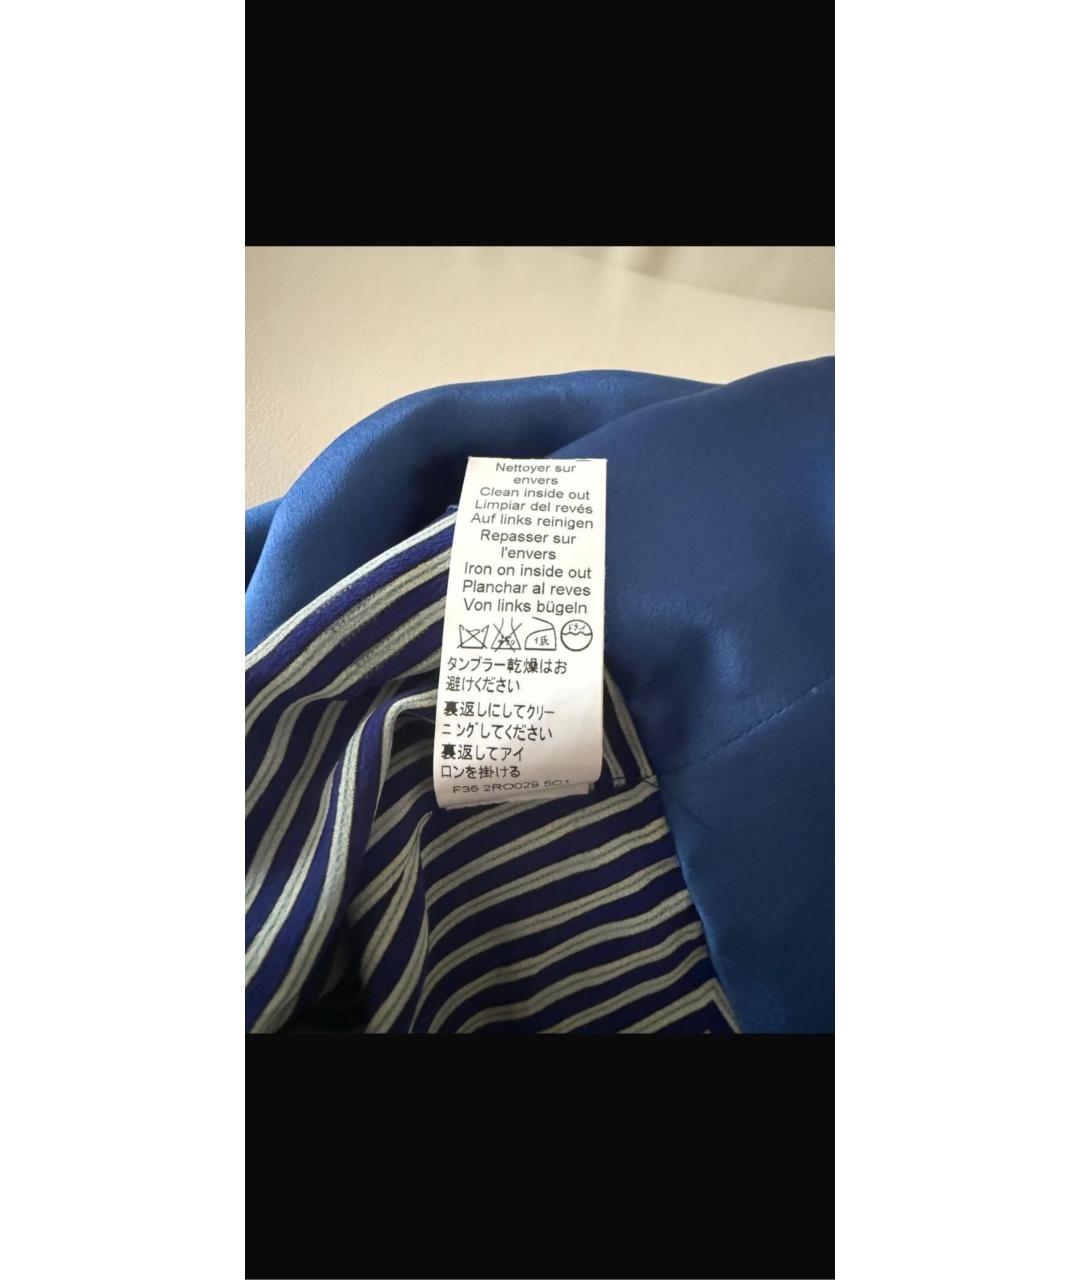 Nettoyer sur
envers
Clean inside out
Limpiar del revés
Auf links reinigen
Repasser sur
l'envers
Iron on inside out
Planchar al reves
Von links bügeln
タンブラー乾燥はお
避けください
裏返しにしてクリー
ニングしてください
裏返してアイ
ロンを掛ける
F35 2RO029 5C1